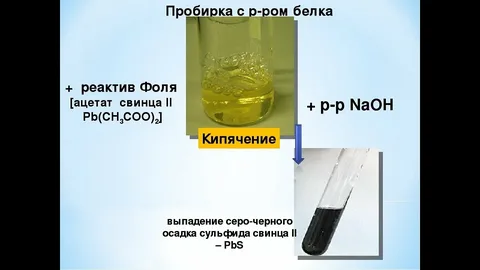 Пробирка с р-ром белка
+ реактив Фоля
[ацетат свинца II
Pb(CH₃COO)₂]
+ р-р NaOH
Кипячение
выпадение серо-черного
осадка сульфида свинца II
– PbS